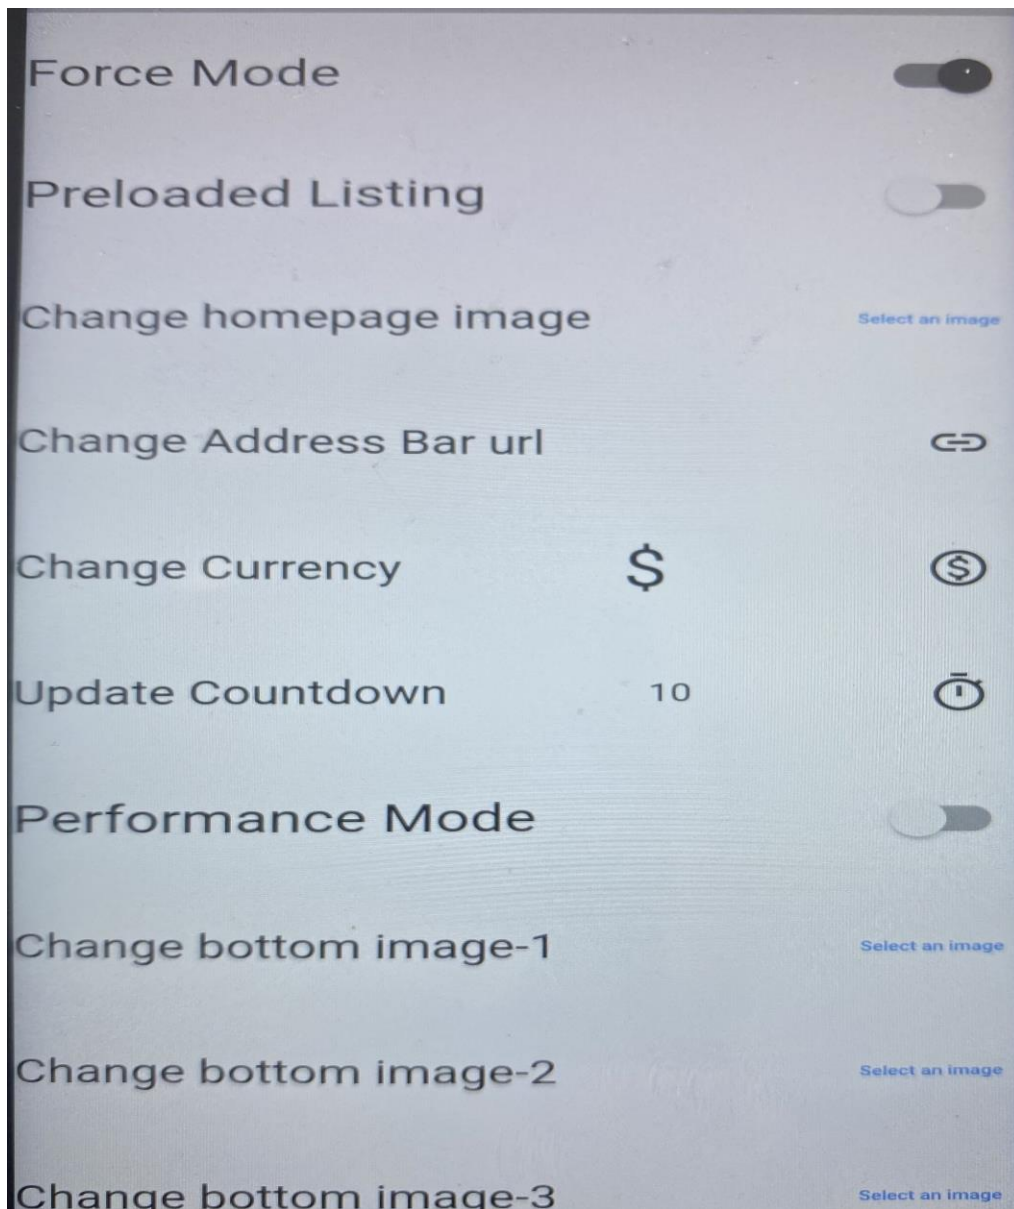 Force Mode
Preloaded Listing
Change homepage image Select an image
Change Address Bar url
Change Currency $ $
Update Countdown 10
Performance Mode
Change bottom image-1 Select an image
Change bottom image-2 Select an image
Change bottom image-3 Select an image